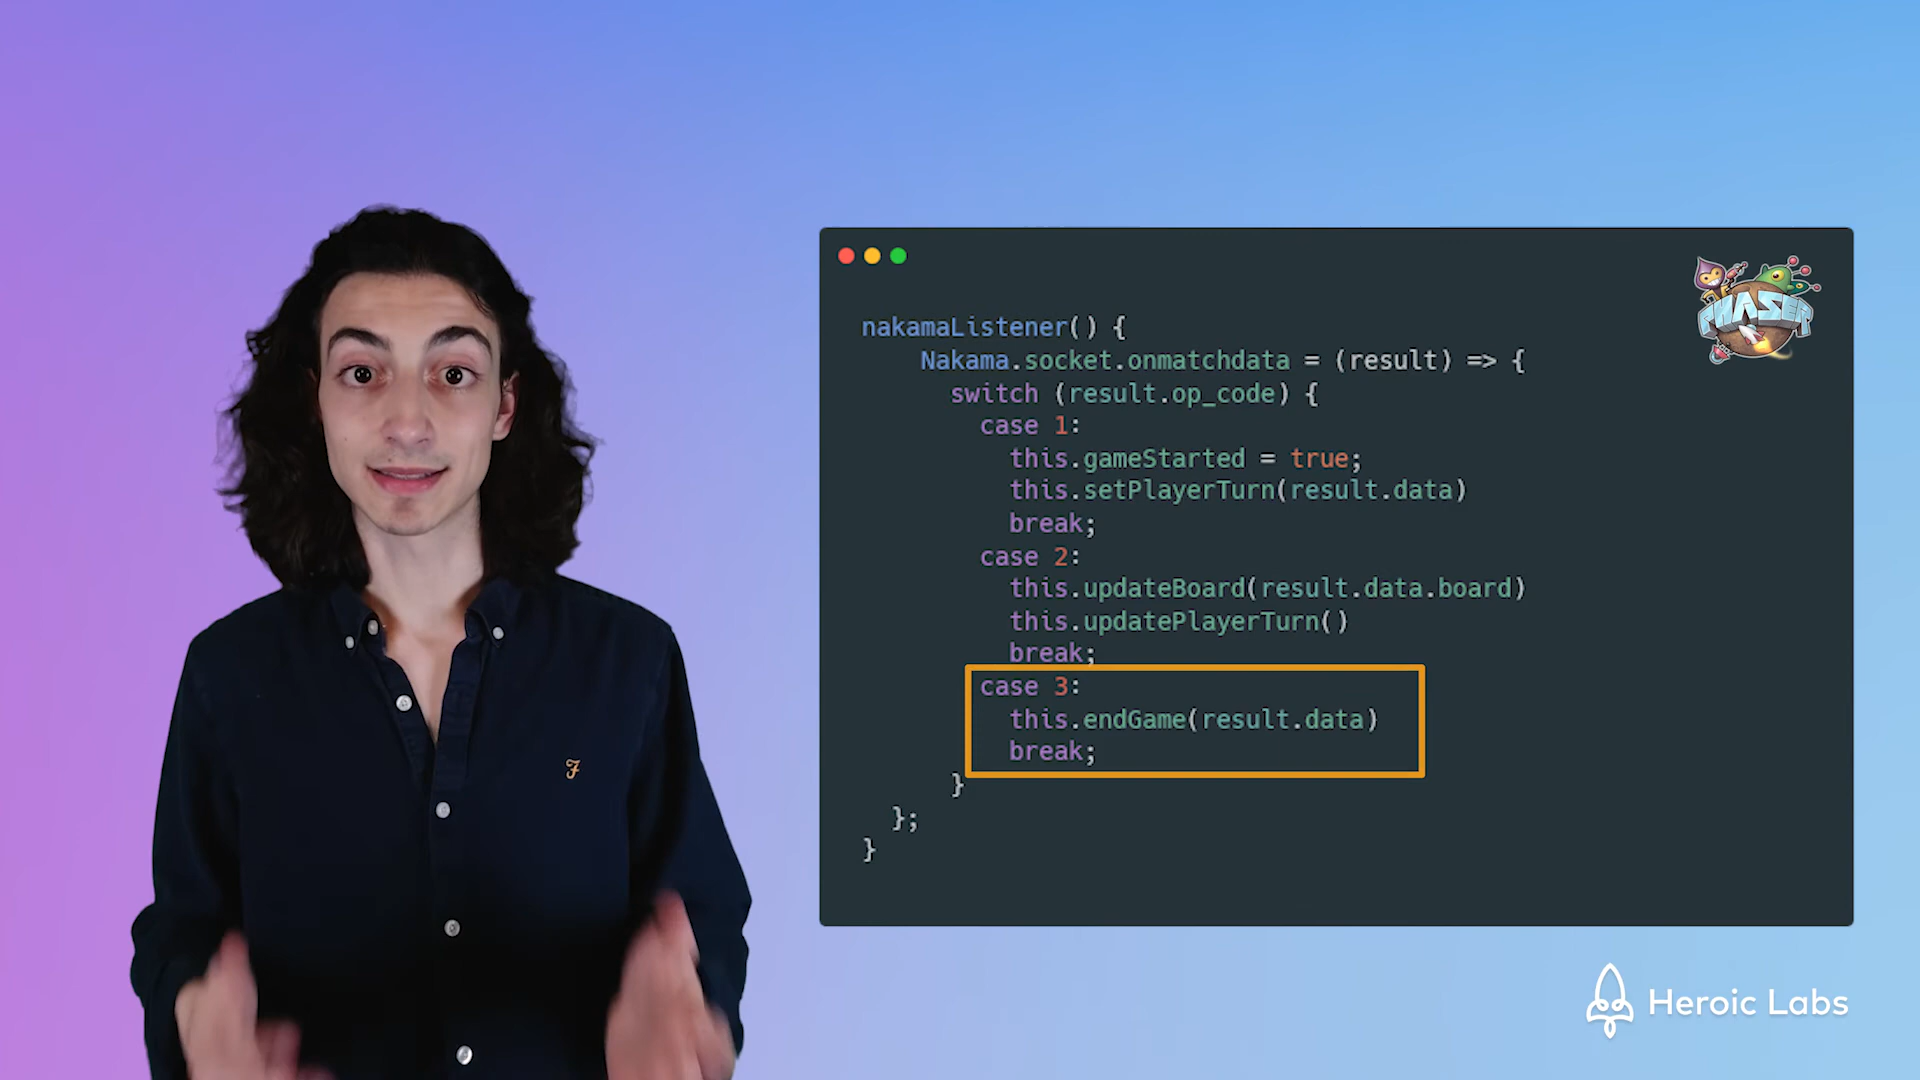 PHASER
nakamaListener() {
    Nakama.socket.onmatchdata = (result) => {
      switch (result.op_code) {
        case 1:
          this.gameStarted = true;
          this.setPlayerTurn(result.data)
          break;
        case 2:
          this.updateBoard(result.data.board)
          this.updatePlayerTurn()
          break;
        case 3:
          this.endGame(result.data)
          break;
      }
  };
}
Heroic Labs